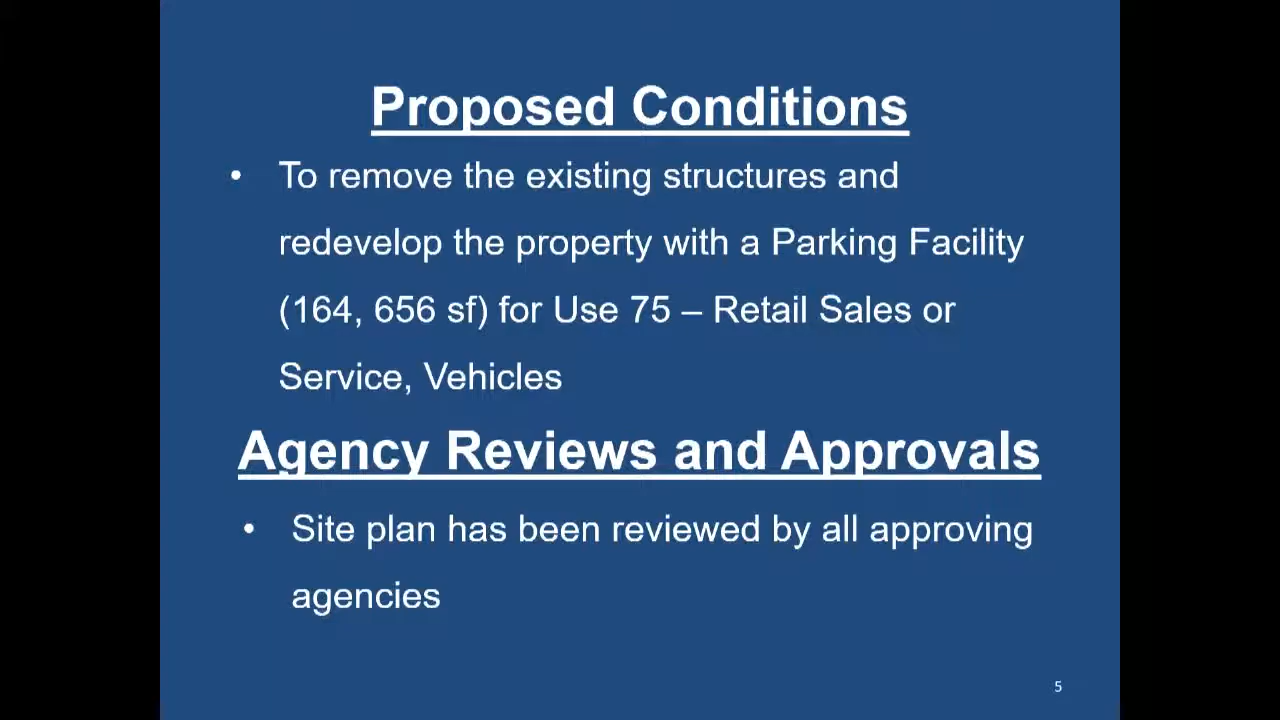 Proposed Conditions
• To remove the existing structures and
redevelop the property with a Parking Facility
(164, 656 sf) for Use 75 – Retail Sales or
Service, Vehicles
Agency Reviews and Approvals
• Site plan has been reviewed by all approving
agencies
5